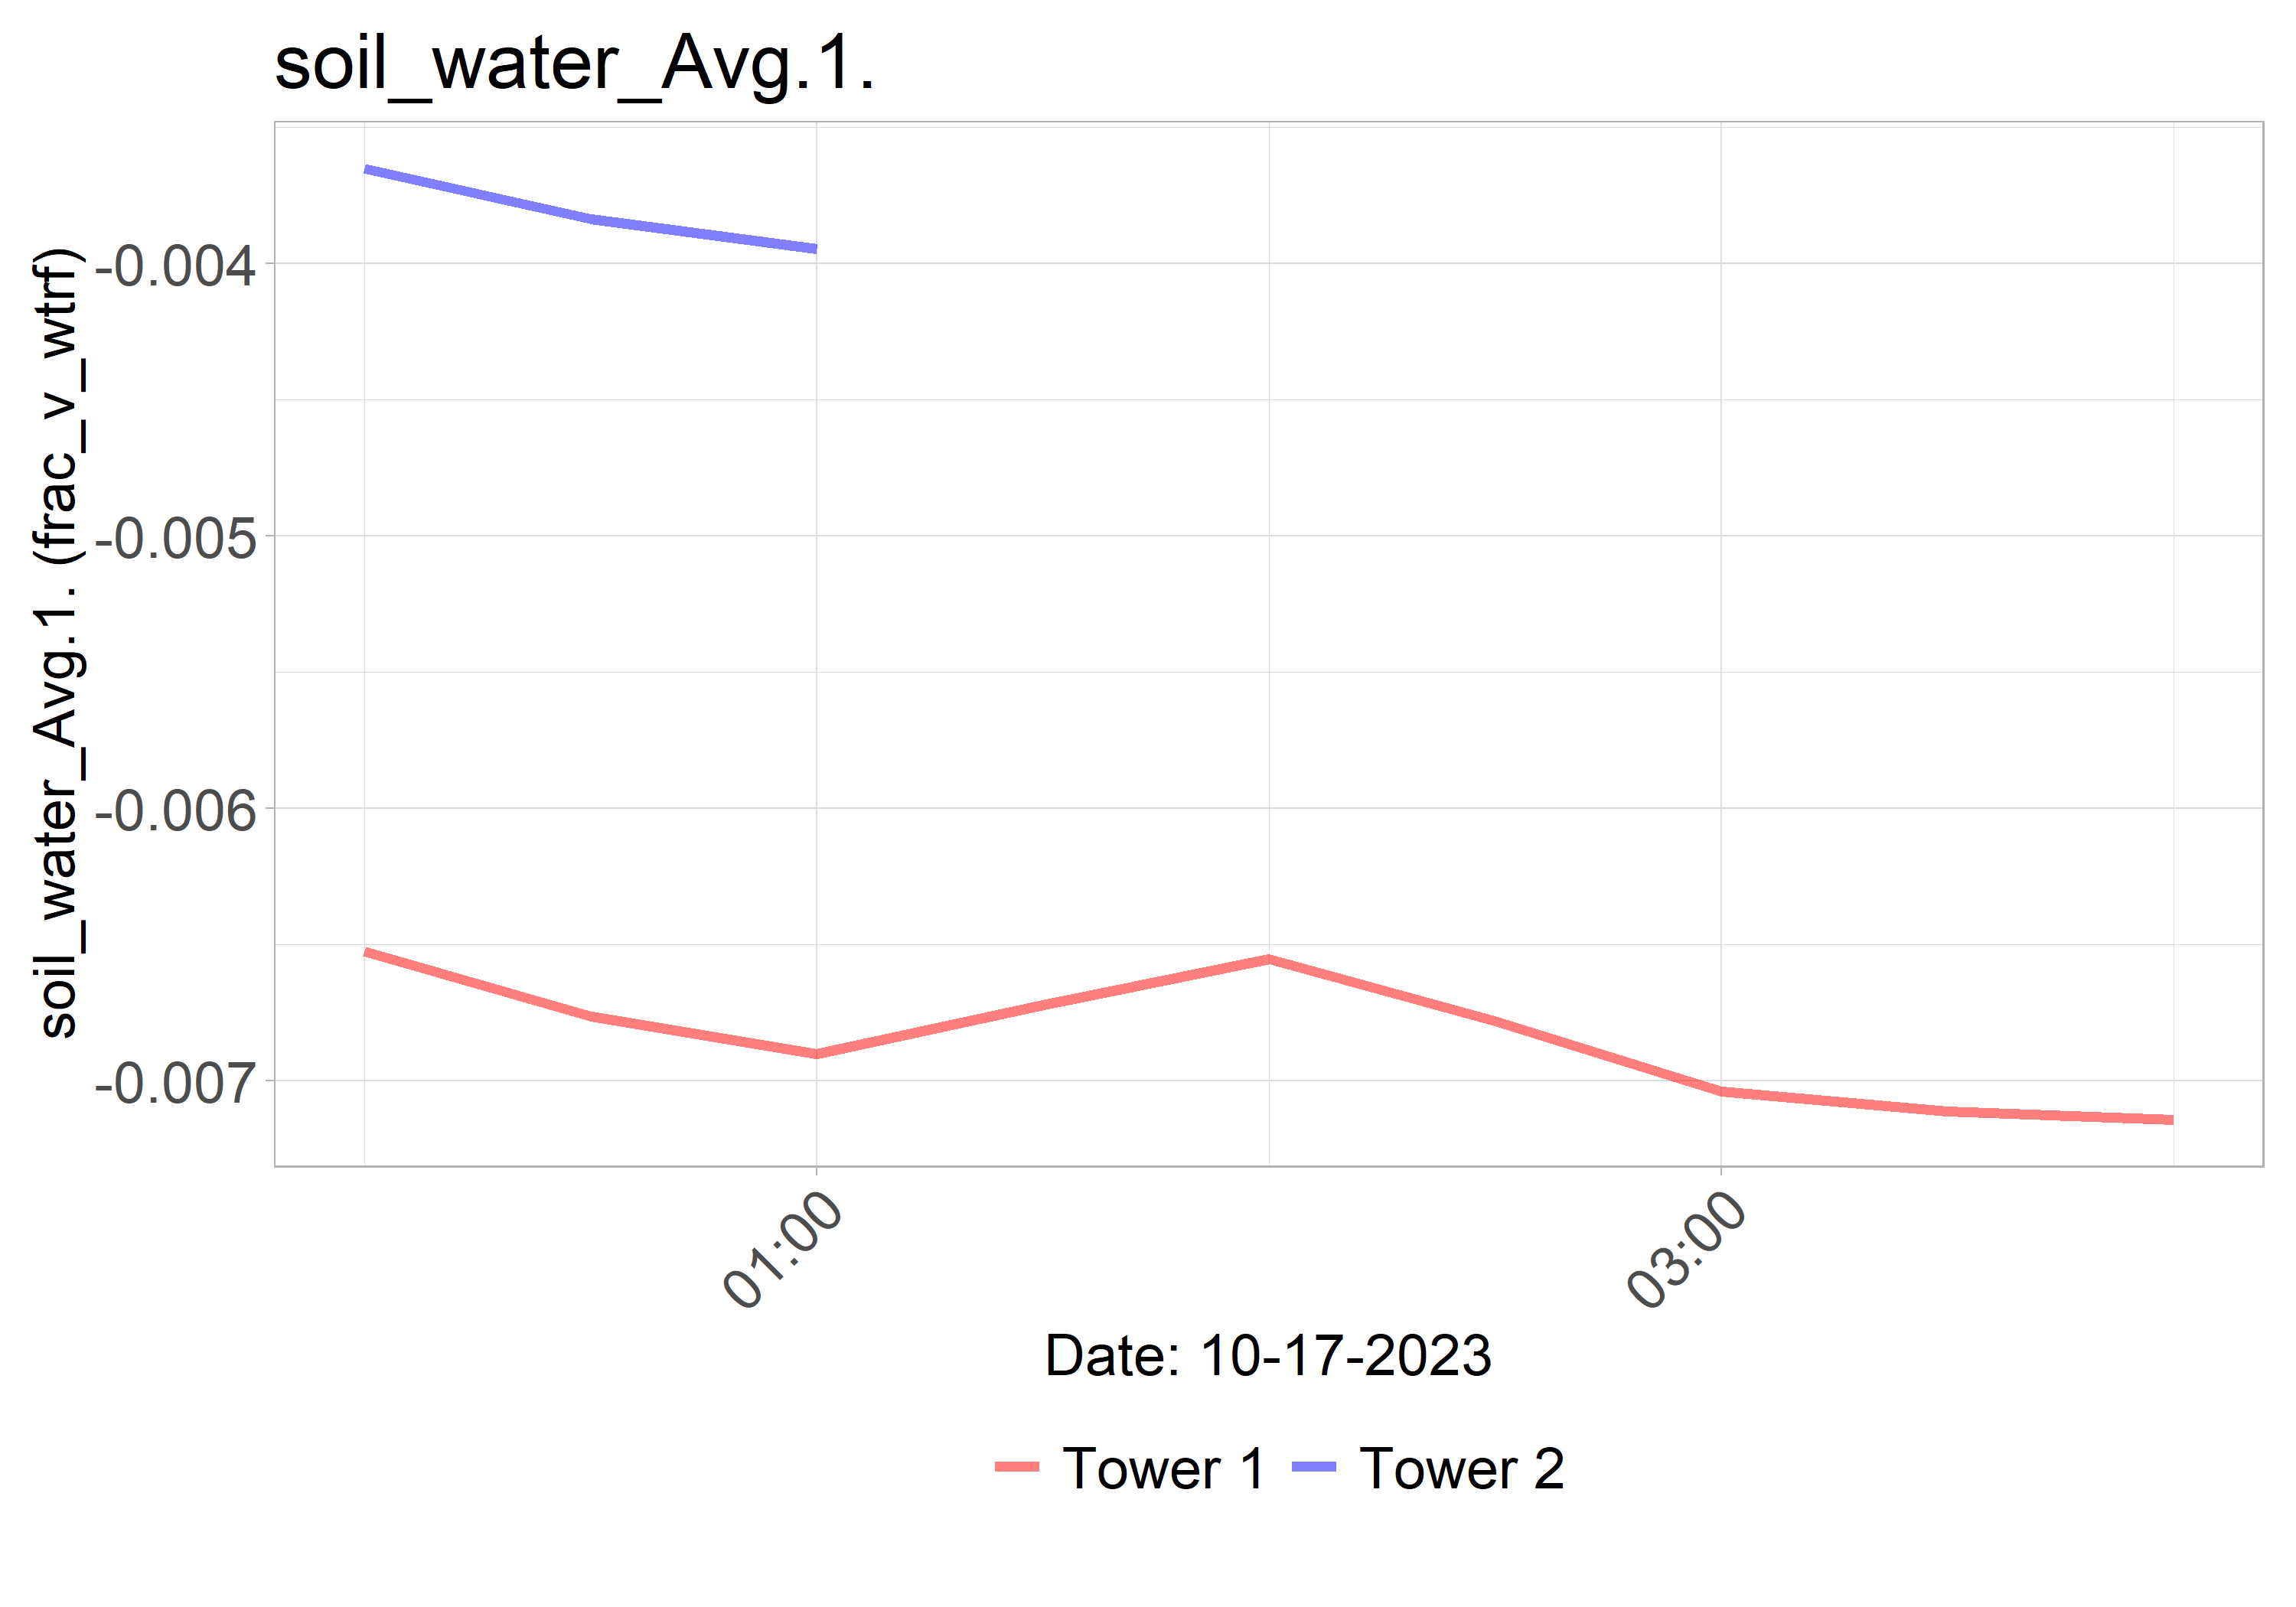 soil_water_Avg.1.
soil_water_Avg.1. (frac_v_wtrf)
-0.004
-0.005
-0.006
-0.007
01:00
03:00
Date: 10-17-2023
Tower 1 Tower 2